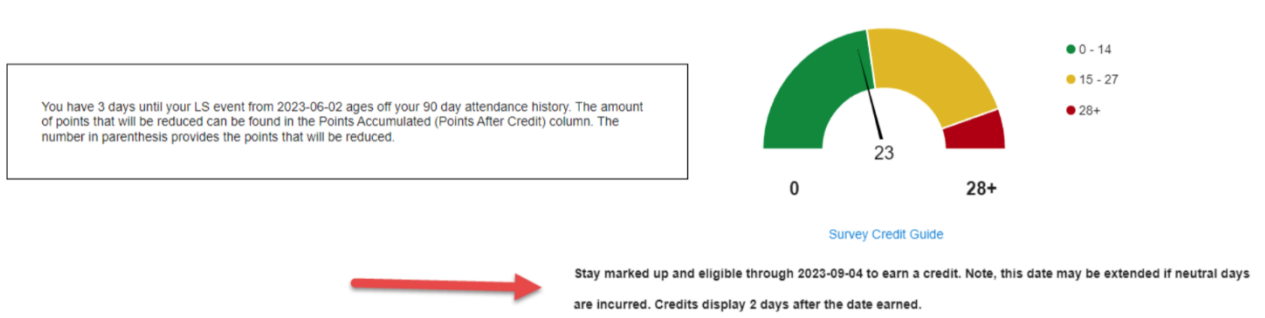 You have 3 days until your LS event from 2023-06-02 ages off your 90 day attendance history. The amount
of points that will be reduced can be found in the Points Accumulated (Points After Credit) column. The
number in parenthesis provides the points that will be reduced.
0 - 14
15 - 27
28+
23
0
28+
Survey Credit Guide
Stay marked up and eligible through 2023-09-04 to earn a credit. Note, this date may be extended if neutral days
are incurred. Credits display 2 days after the date earned.